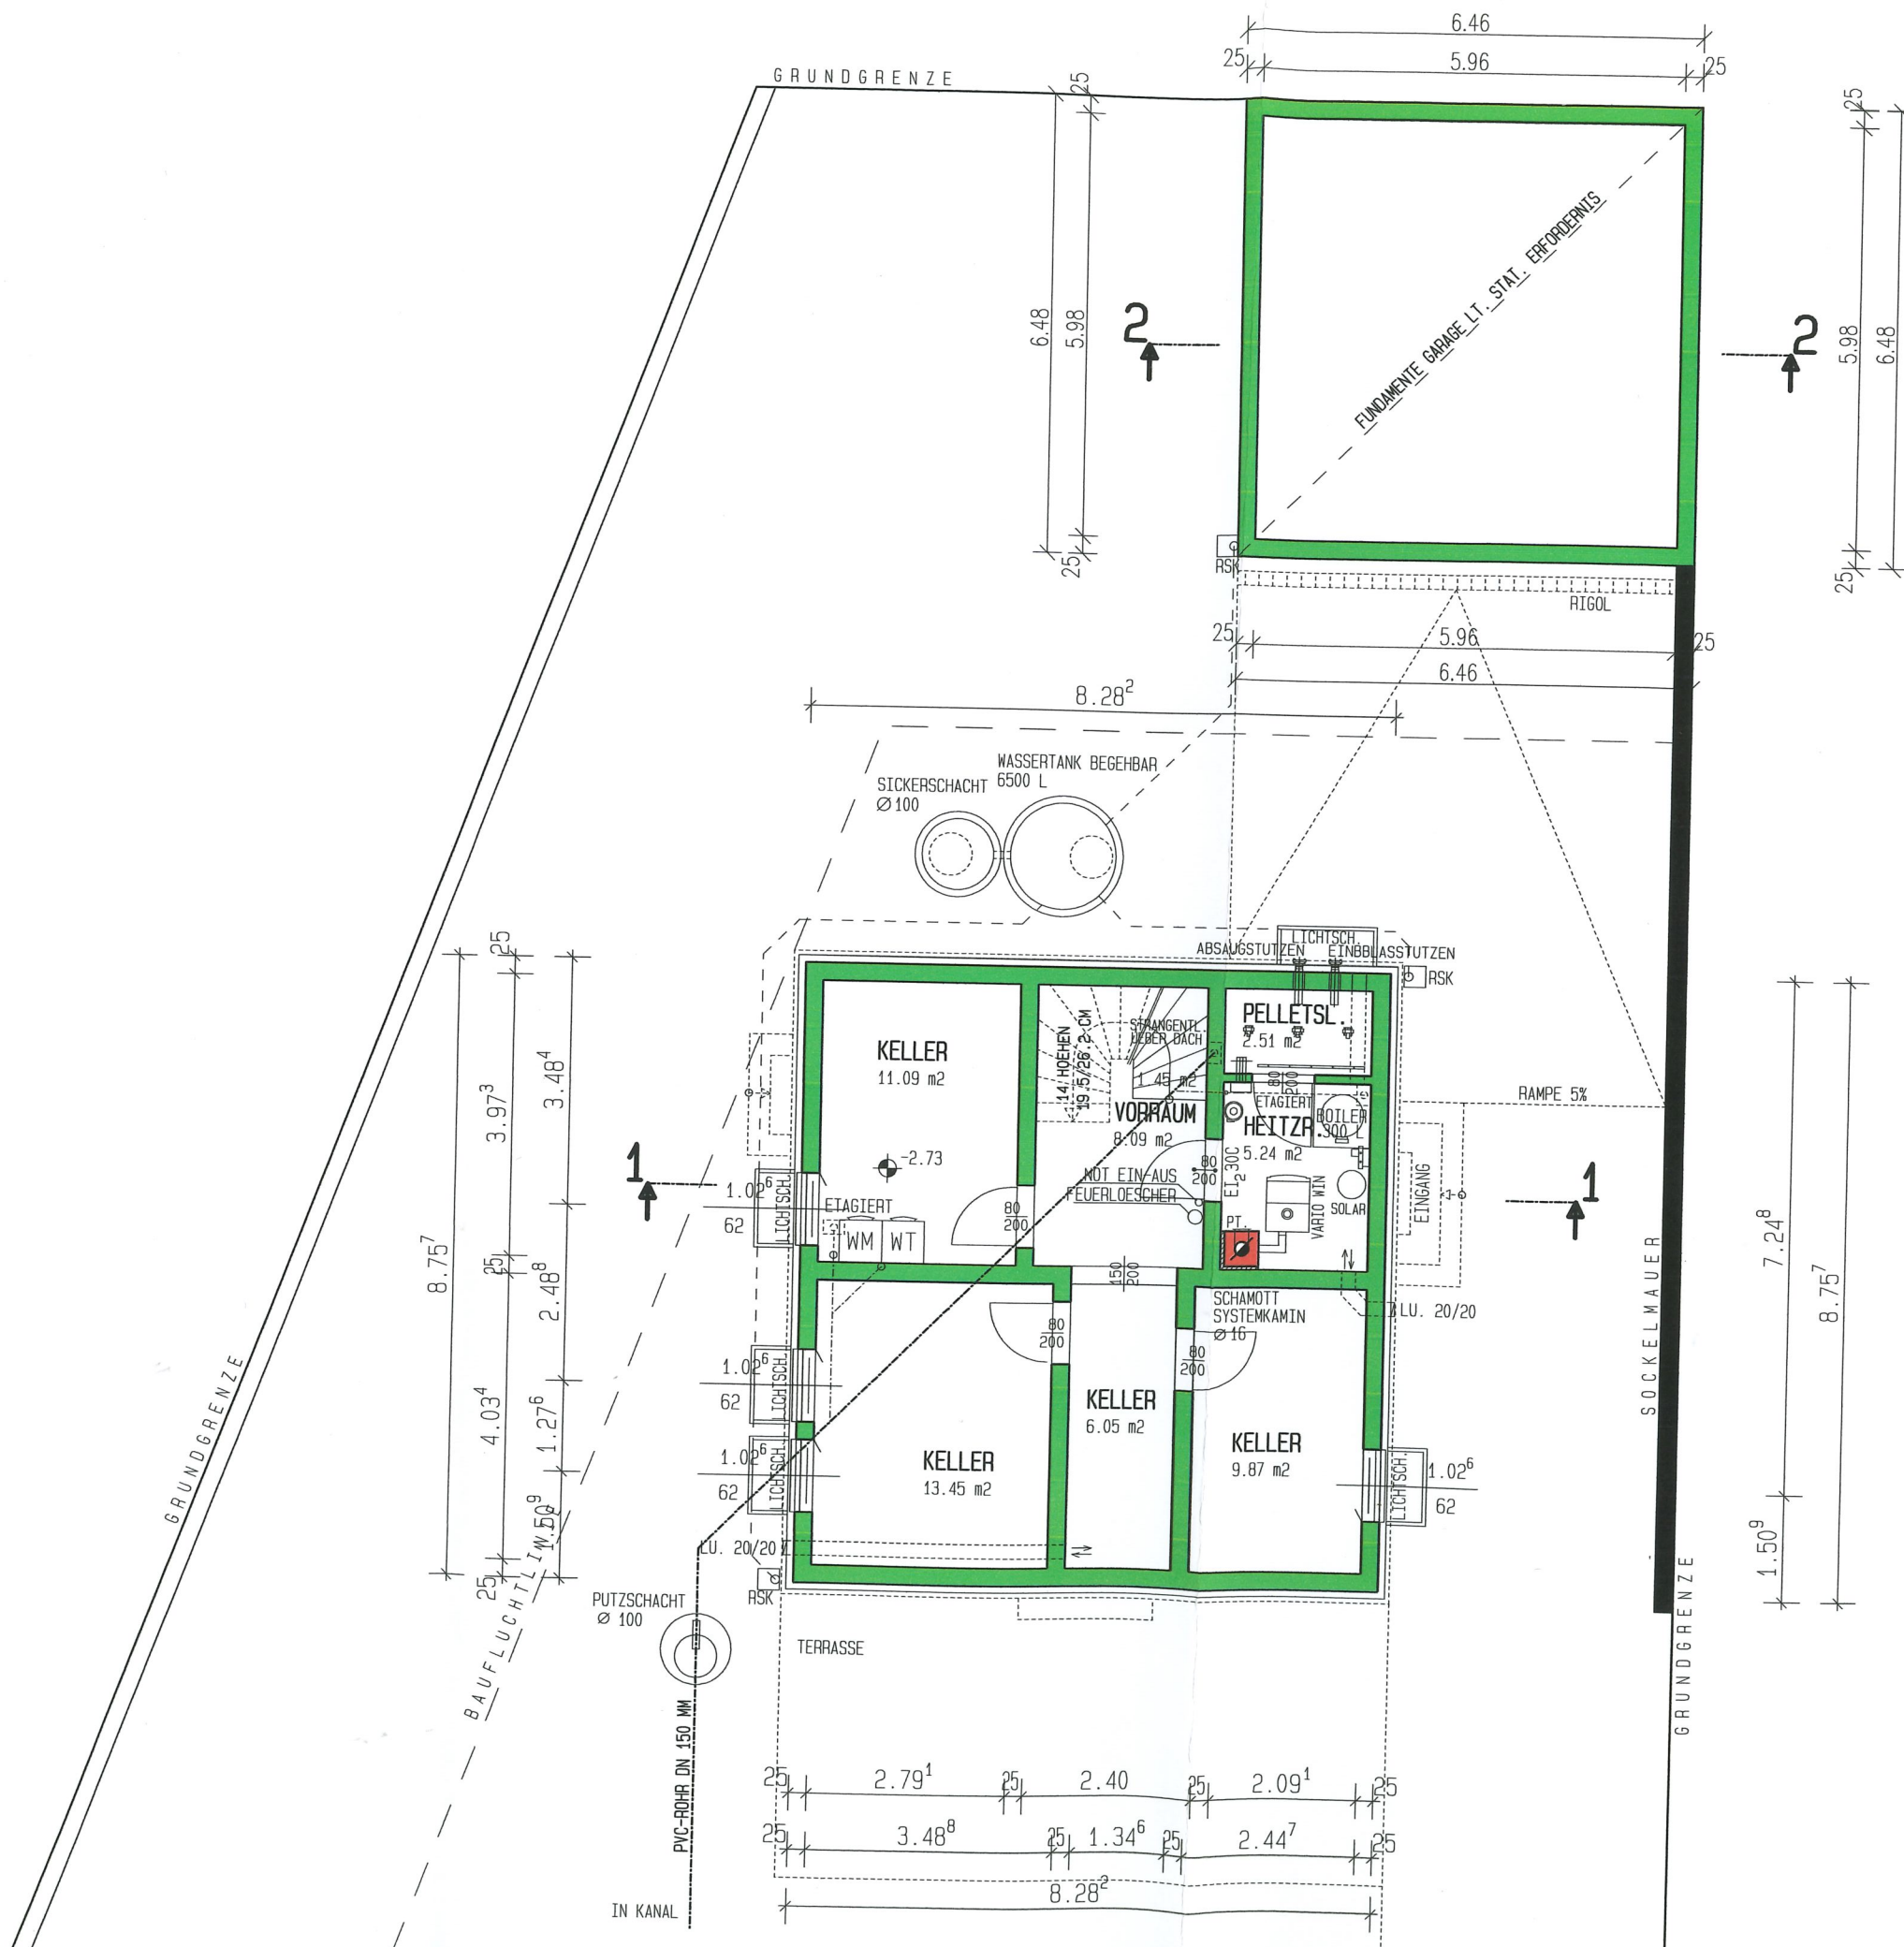 6.46
25 5.96 25
GRUNDGRENZE
25
25
6.48
5.98
25
2
2
5.98
6.48
25
FUNDAMENTE GARAGE LT. STAT. ERFORDERNIS
RSK
RIGOL
25 5.96 25
6.46
8.28²
WASSERTANK BEGEHBAR
6500 L
SICKERSCHACHT
Ø 100
LICHTSCH.
ABSAUGSTUTZEN EINBBLASSTUTZEN
RSK
25
3.48⁴
3.97³
8.75⁷
25
2.48⁸
4.03⁴
1.27⁶
1.50⁹
25
KELLER
11.09 m2
14 HOEHEN
19.5/26.2 CM
STRANGENTL.
UEBER DACH
1.45 m2
PELLETSL.
2.51 m2
80
200
ETAGIERT
BOILER
300 L
VORRAUM
8.09 m2
HEITZR.
5.24 m2
RAMPE 5%
-2.73
1
1
NOT EIN-AUS
FEUERLOESCHER
80
200
EI₂30C
VARIO WIN
SOLAR
EINGANG
1.02⁶
62
LICHTSCH.
ETAGIERT
WM WT
80
200
PT.
150
200
SCHAMOTT
SYSTEMKAMIN
Ø 16
LU. 20/20
80
200
80
200
1.02⁶
62
LICHTSCH.
1.02⁶
62
LICHTSCH.
KELLER
6.05 m2
KELLER
13.45 m2
KELLER
9.87 m2
LICHTSCH.
1.02⁶
62
SOCKELMAUER
7.24⁸
8.75⁷
1.50⁹
GRUNDGRENZE
BAUFLUCHTLINIE
LU. 20/20
RSK
PUTZSCHACHT
Ø 100
TERRASSE
GRUNDGRENZE
PVC-ROHR DN 150 MM
25 2.79¹ 25 2.40 25 2.09¹ 25
25 3.48⁸ 25 1.34⁶ 25 2.44⁷ 25
8.28²
IN KANAL